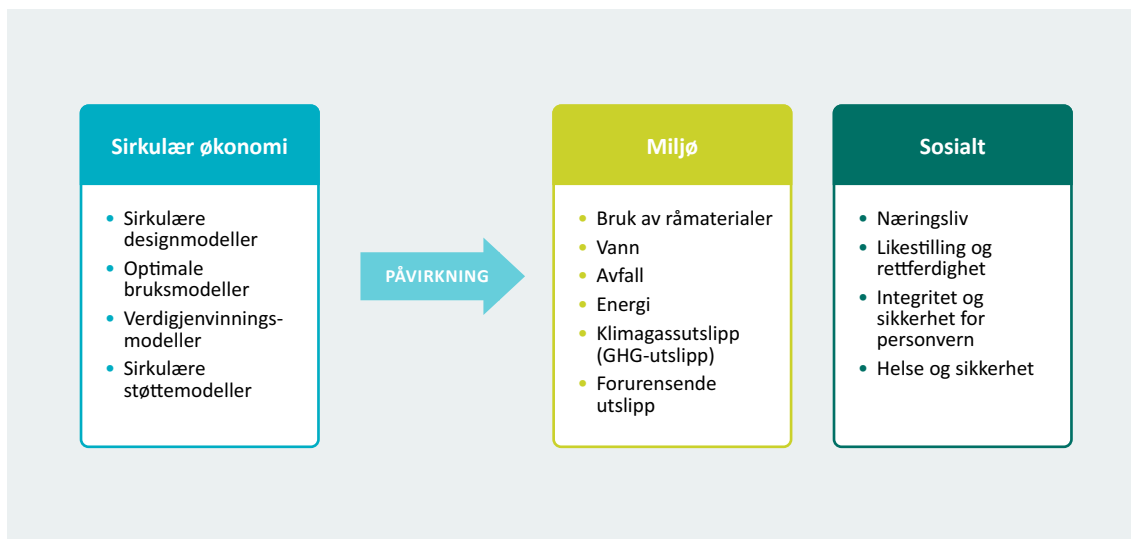 Sirkulær økonomi
• Sirkulære
designmodeller
• Optimale
bruksmodeller
• Verdigjenvinnings-
modeller
• Sirkulære
støttemodeller
PÅVIRKNING
Miljø
• Bruk av råmaterialer
• Vann
• Avfall
• Energi
• Klimagassutslipp
(GHG-utslipp)
• Forurensende
utslipp
Sosialt
• Næringsliv
• Likestilling og
rettferdighet
• Integritet og
sikkerhet for
personvern
• Helse og sikkerhet